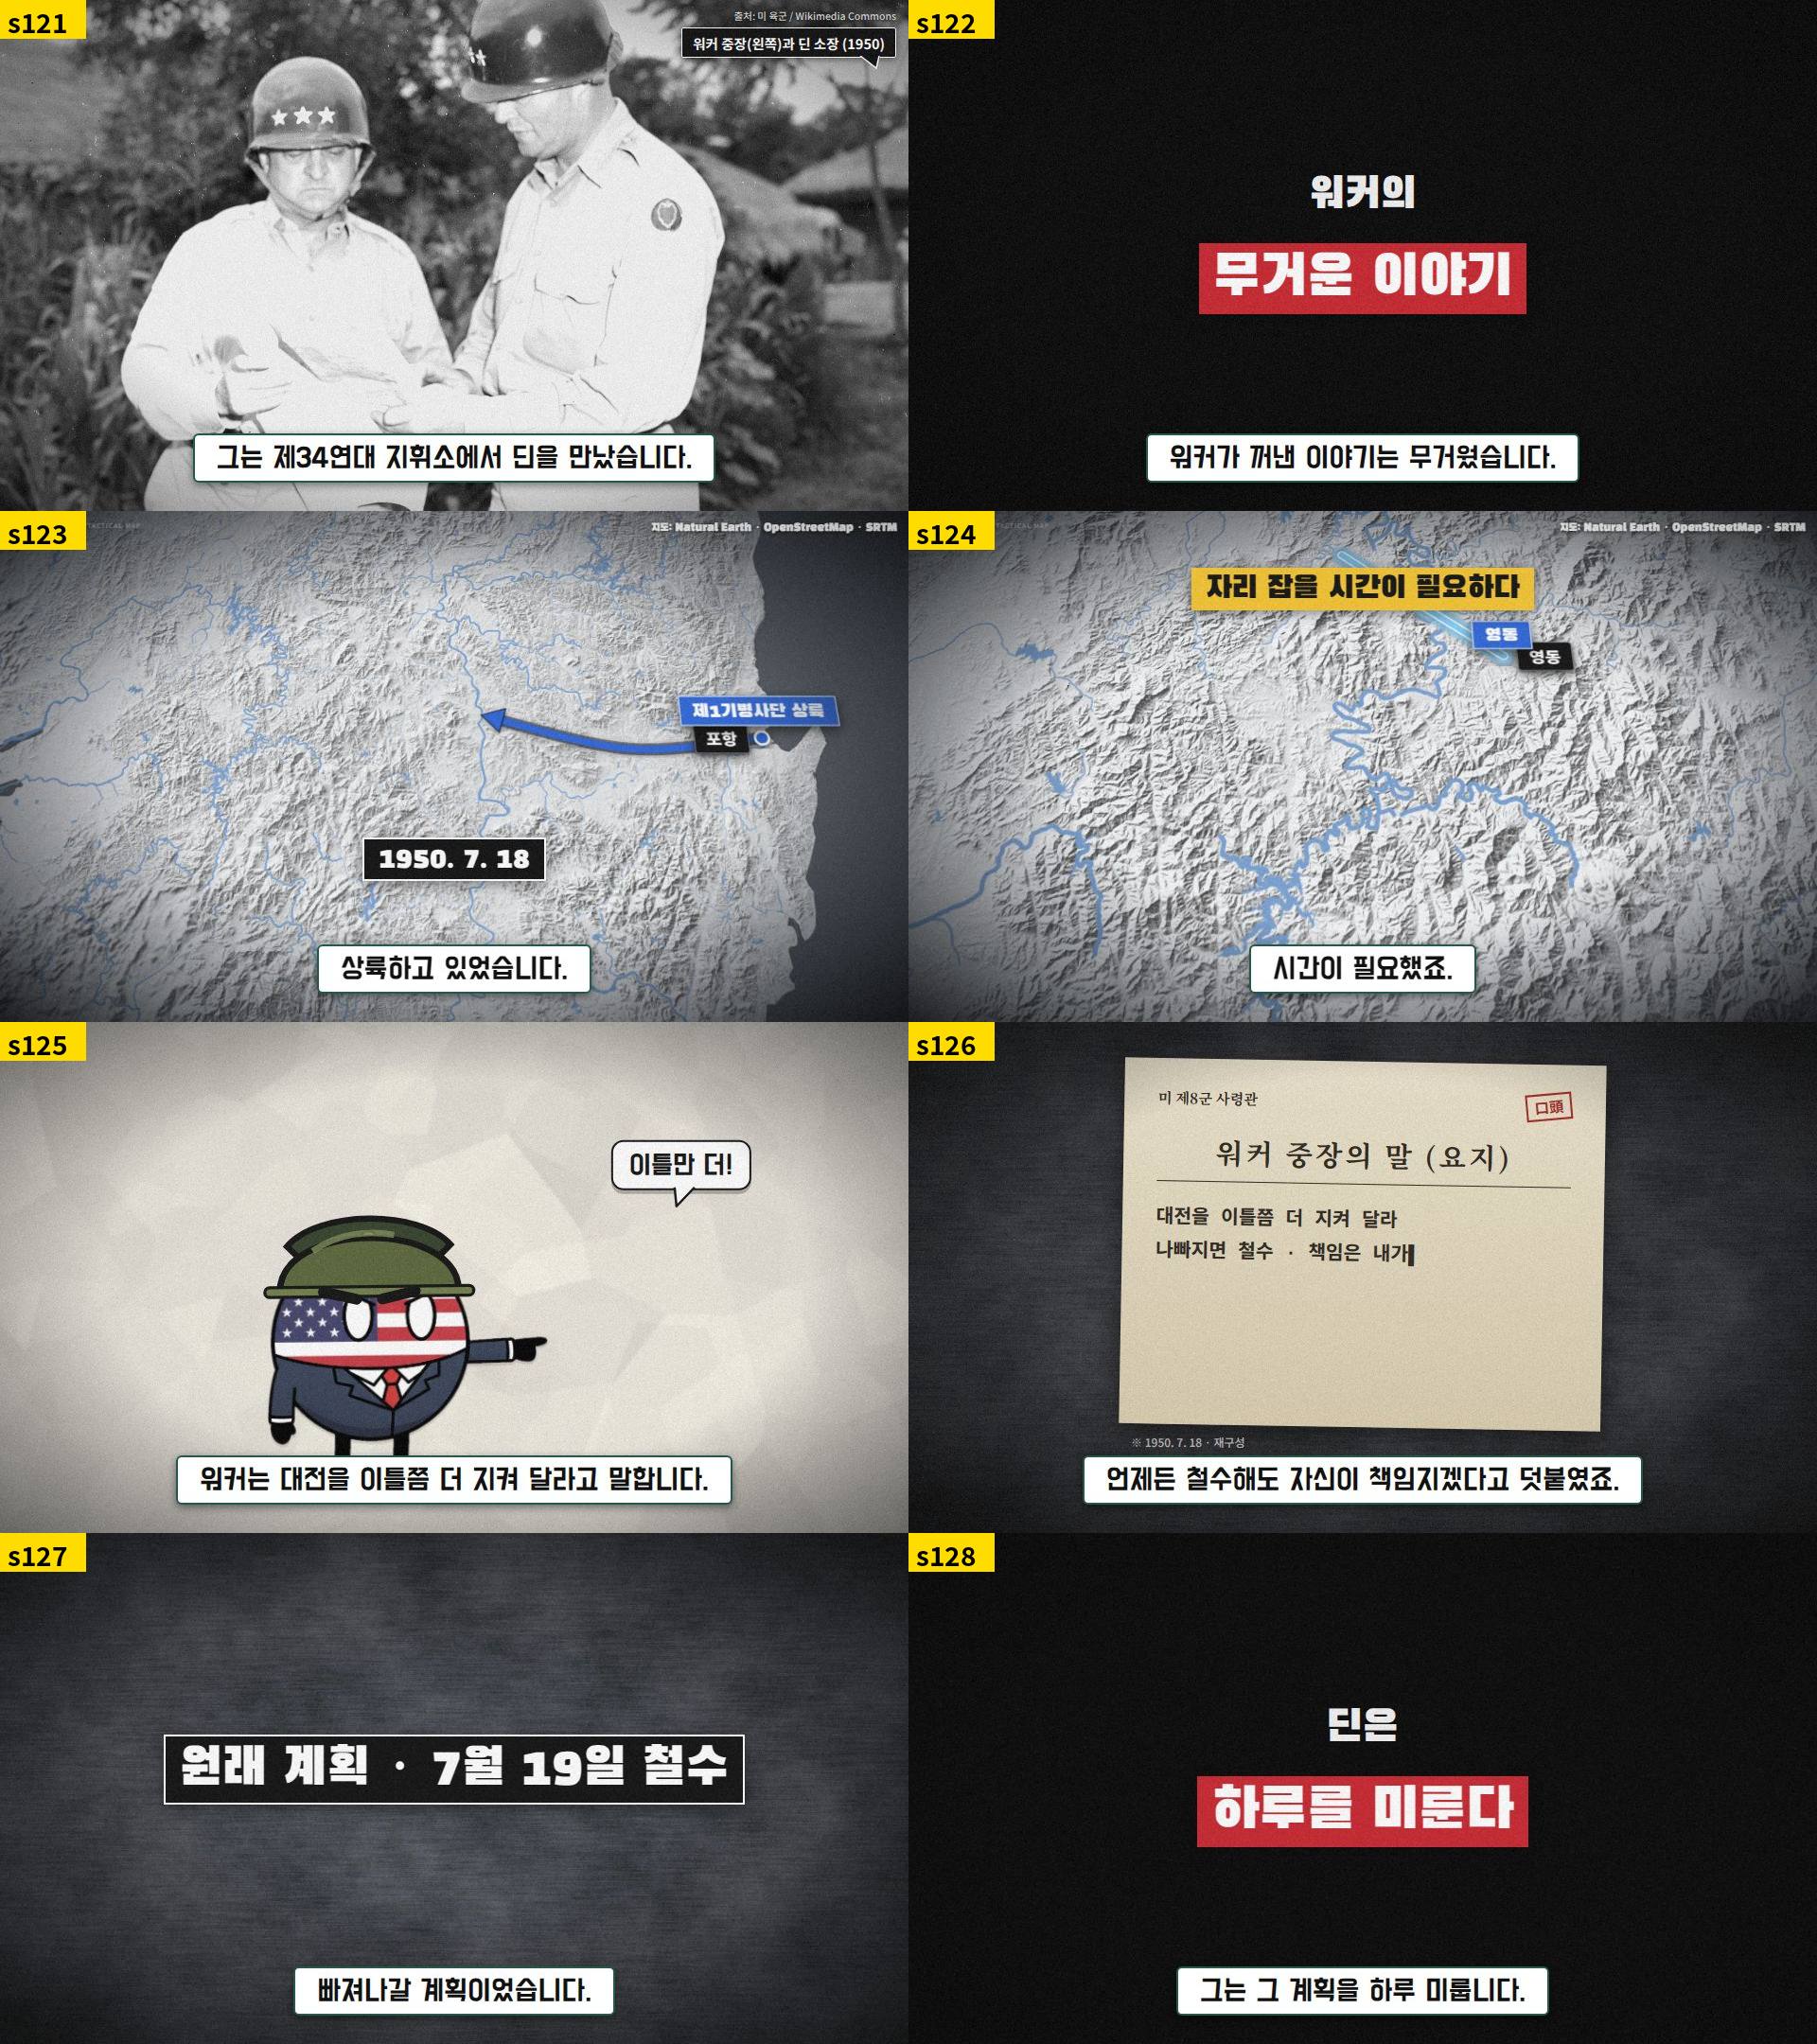 s121
출처: 미 육군 / Wikimedia Commons
워커 중장(왼쪽)과 딘 소장 (1950)
그는 제34연대 지휘소에서 딘을 만났습니다.
s122
워커의
무거운 이야기
워커가 꺼낸 이야기는 무거웠습니다.
s123
TACTICAL MAP
지도: Natural Earth · OpenStreetMap · SRTM
제1기병사단 상륙
포항
1950. 7. 18
상륙하고 있었습니다.
s124
TACTICAL MAP
지도: Natural Earth · OpenStreetMap · SRTM
자리 잡을 시간이 필요하다
영동
영동
시간이 필요했죠.
s125
이틀만 더!
워커는 대전을 이틀쯤 더 지켜 달라고 말합니다.
s126
미 제8군 사령관
口頭
워커 중장의 말 (요지)
대전을 이틀쯤 더 지켜 달라
나빠지면 철수 · 책임은 내가
※ 1950. 7. 18 · 재구성
언제든 철수해도 자신이 책임지겠다고 덧붙였죠.
s127
원래 계획 · 7월 19일 철수
빠져나갈 계획이었습니다.
s128
딘은
하루를 미룬다
그는 그 계획을 하루 미룹니다.